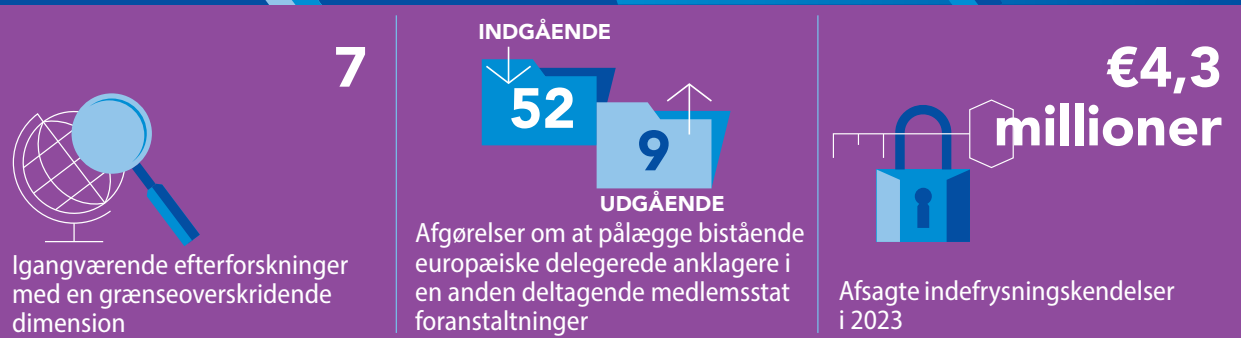 7
Igangværende efterforskninger
med en grænseoverskridende
dimension
INDGÅENDE
52
9
UDGÅENDE
Afgørelser om at pålægge bistående
europæiske delegerede anklagere i
en anden deltagende medlemsstat
foranstaltninger
€4,3
millioner
Afsagte indefrysningskendelser
i 2023